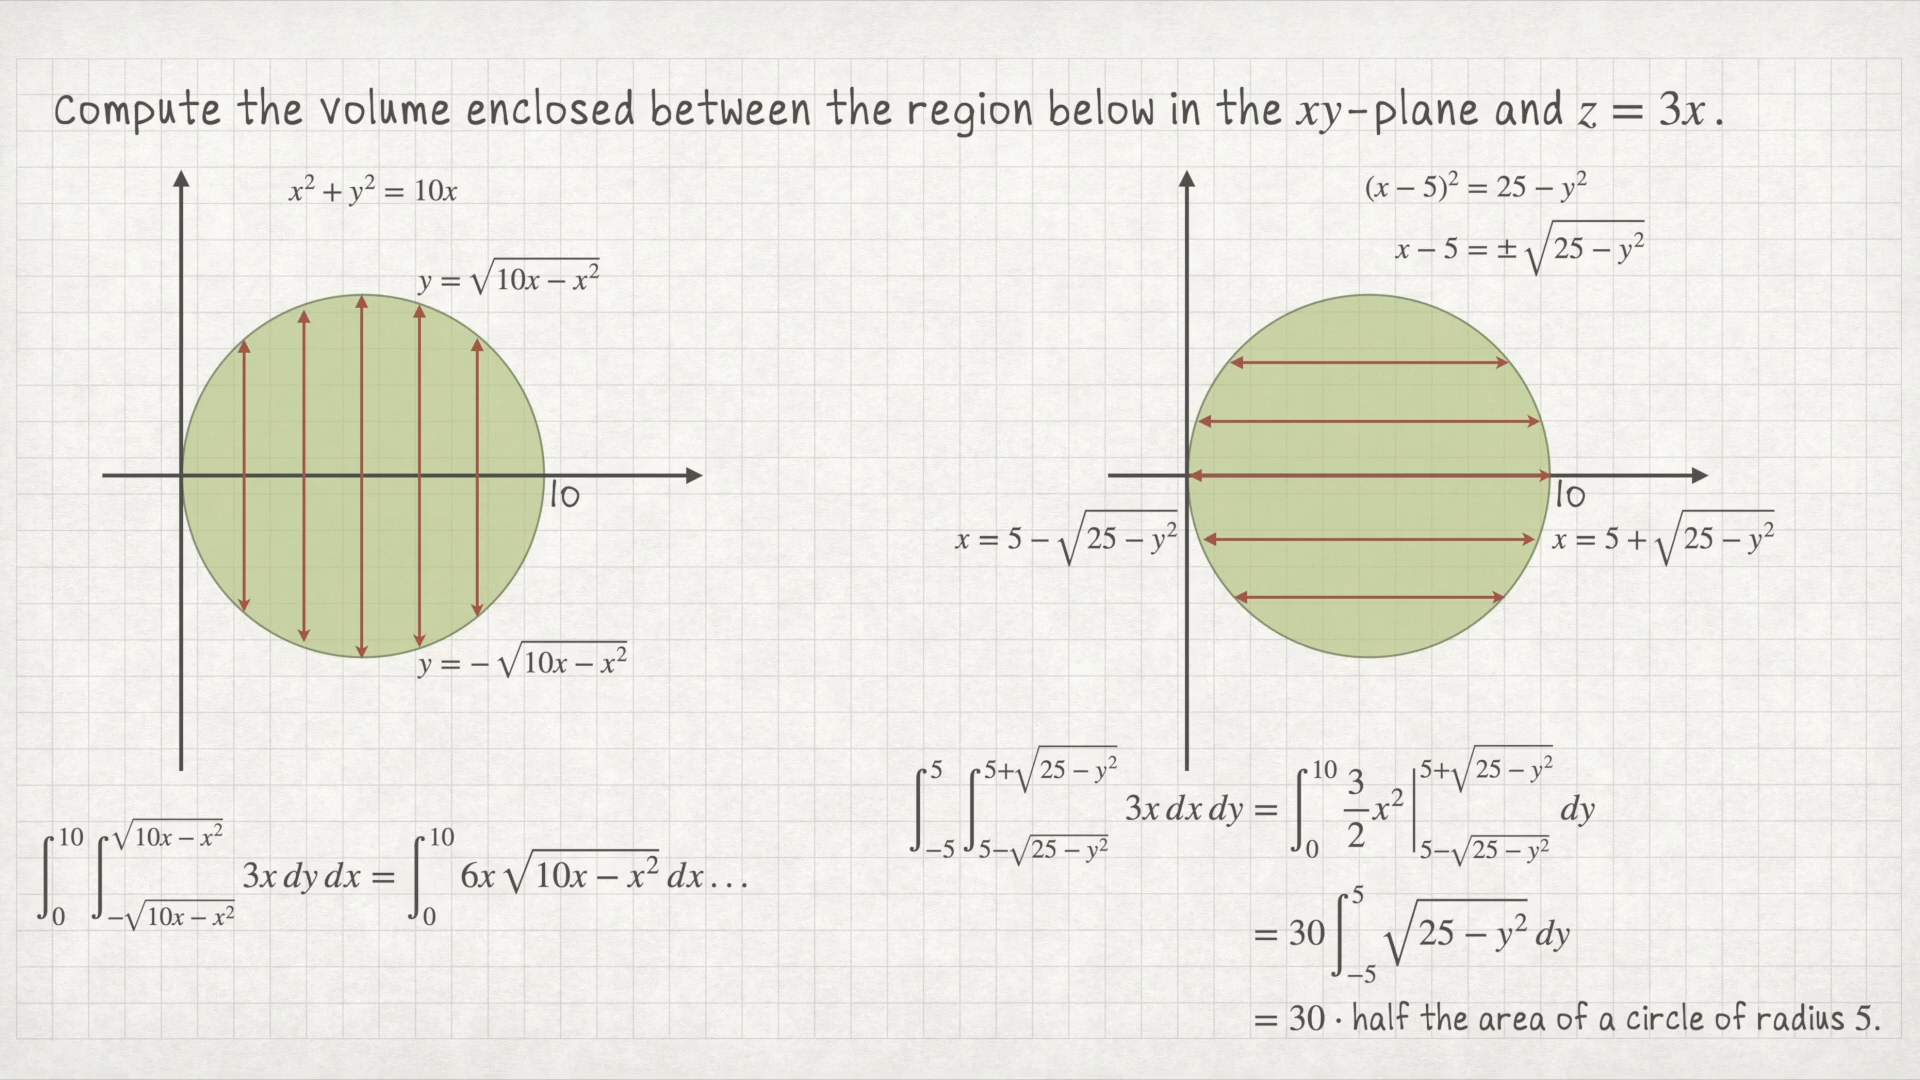 Compute the volume enclosed between the region below in the xy-plane and z = 3x.
x² + y² = 10x
y = √(10x − x²)
10
y = −√(10x − x²)
∫₀¹⁰ ∫_{−√(10x − x²)}^{√(10x − x²)} 3x dy dx = ∫₀¹⁰ 6x √(10x − x²) dx . . .
(x − 5)² = 25 − y²
x − 5 = ± √(25 − y²)
10
x = 5 − √(25 − y²)
x = 5 + √(25 − y²)
∫_{−5}^{5} ∫_{5−√(25 − y²)}^{5+√(25 − y²)} 3x dx dy = ∫₀¹⁰ 3/2 x² |_{5−√(25 − y²)}^{5+√(25 − y²)} dy
= 30 ∫_{−5}^{5} √(25 − y²) dy
= 30 · half the area of a circle of radius 5.